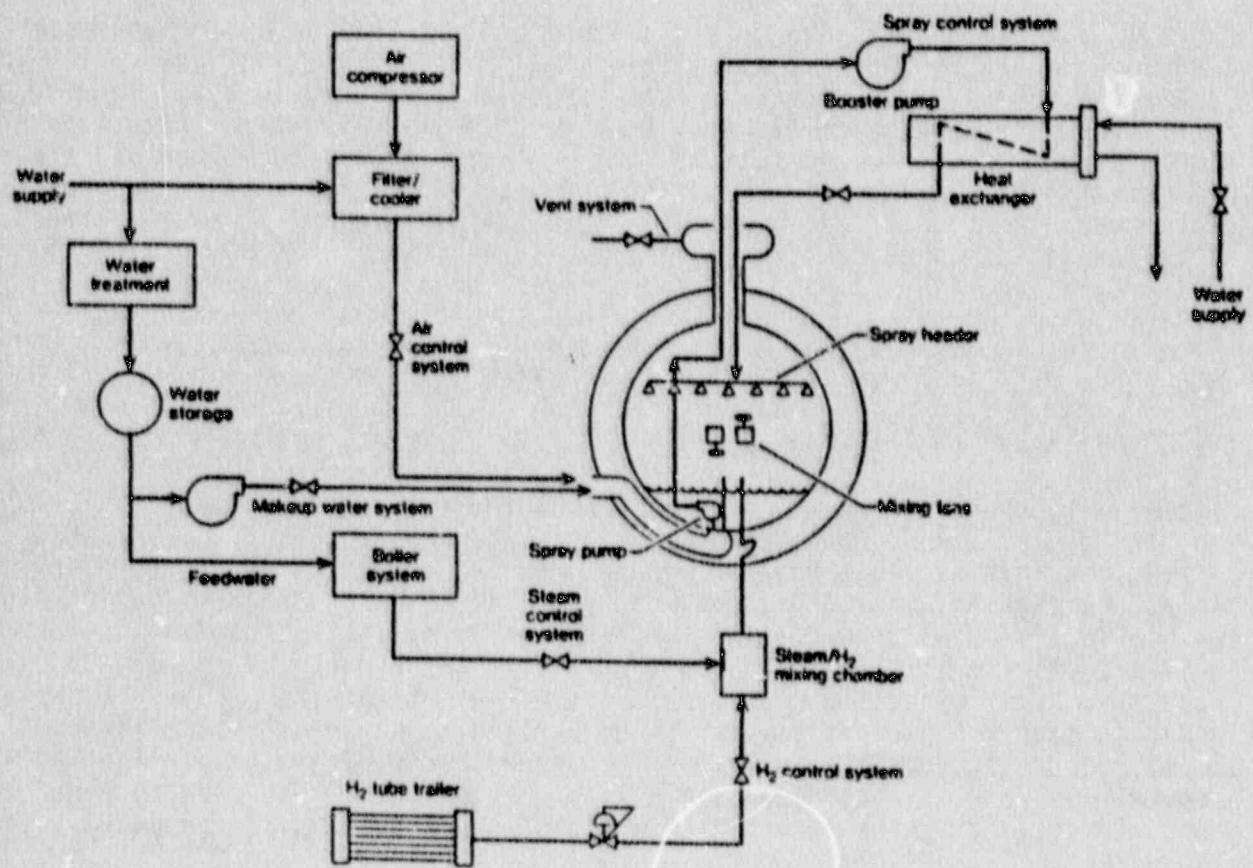 Air
compressor
Spray control system
Booster pump
Water
supply
Filter/
cooler
Heat
exchanger
Vent system
Water
treatment
Water
supply
Air
control
system
Spray header
Water
storage
Makeup water system
Mixing fans
Spray pump
Feedwater
Boiler
system
Steam
control
system
Steam/H₂
mixing chamber
H₂ control system
H₂ tube trailer